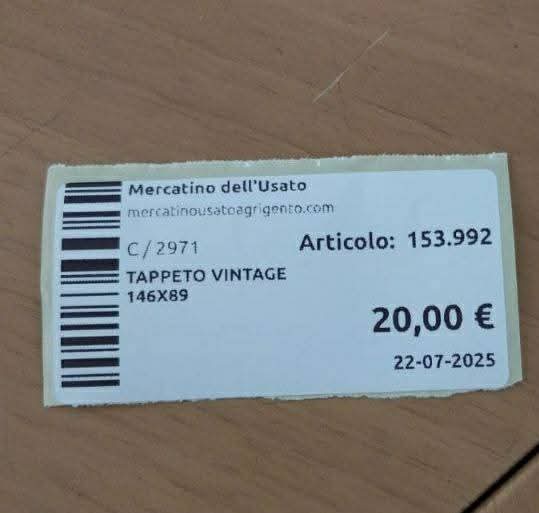 Mercatino dell'Usato
mercatinousatoagrigento.com
C/2971
Articolo: 153.992
TAPPETO VINTAGE
146X89
20,00 €
22-07-2025